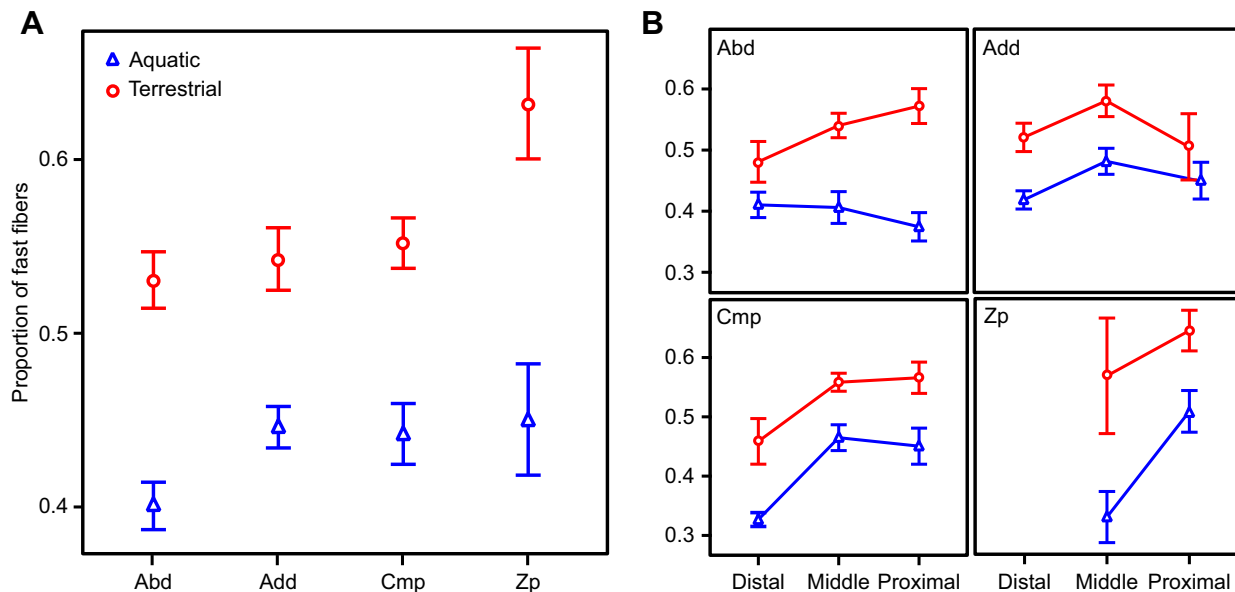 A
Aquatic
Terrestrial
Proportion of fast fibers
0.6
0.5
0.4
Abd Add Cmp Zp
B
Abd Add
0.6
0.5
0.4
0.3
Cmp Zp
0.6
0.5
0.4
0.3
Distal Middle Proximal Distal Middle Proximal